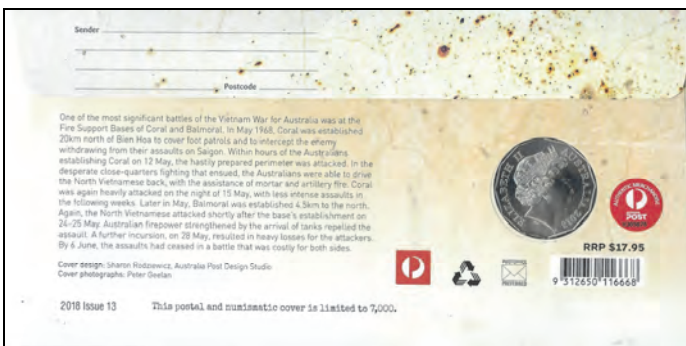 Sender
Postcode
One of the most significant battles of the Vietnam War for Australia was at the
Fire Support Bases of Coral and Balmoral. In May 1968, Coral was established
20km north of Bien Hoa to cover foot patrols and to intercept the enemy
withdrawing from their assaults on Saigon. Within hours of the Australians
establishing Coral on 12 May, the hastily prepared perimeter was attacked. In the
desperate close-quarters fighting that ensued, the Australians were able to drive
the North Vietnamese back, with the assistance of mortar and artillery fire. Coral
was again heavily attacked on the night of 15 May, with less intense assaults in
the following weeks. Later in May, Balmoral was established 4.5km to the north.
Again, the North Vietnamese attacked shortly after the base's establishment on
24–25 May. Australian firepower strengthened by the arrival of tanks repelled the
assault. A further incursion, on 28 May, resulted in heavy losses for the attackers.
By 6 June, the assaults had ceased in a battle that was costly for both sides.
Cover design: Sharon Rodziewicz, Australia Post Design Studio
Cover photographs: Peter Geelan
2018 Issue 13
This postal and numismatic cover is limited to 7,000.
ELIZABETH II AUSTRALIA 2018
AUTHENTIC MERCHANDISE
POST
RRP $17.95
9 312650 116668